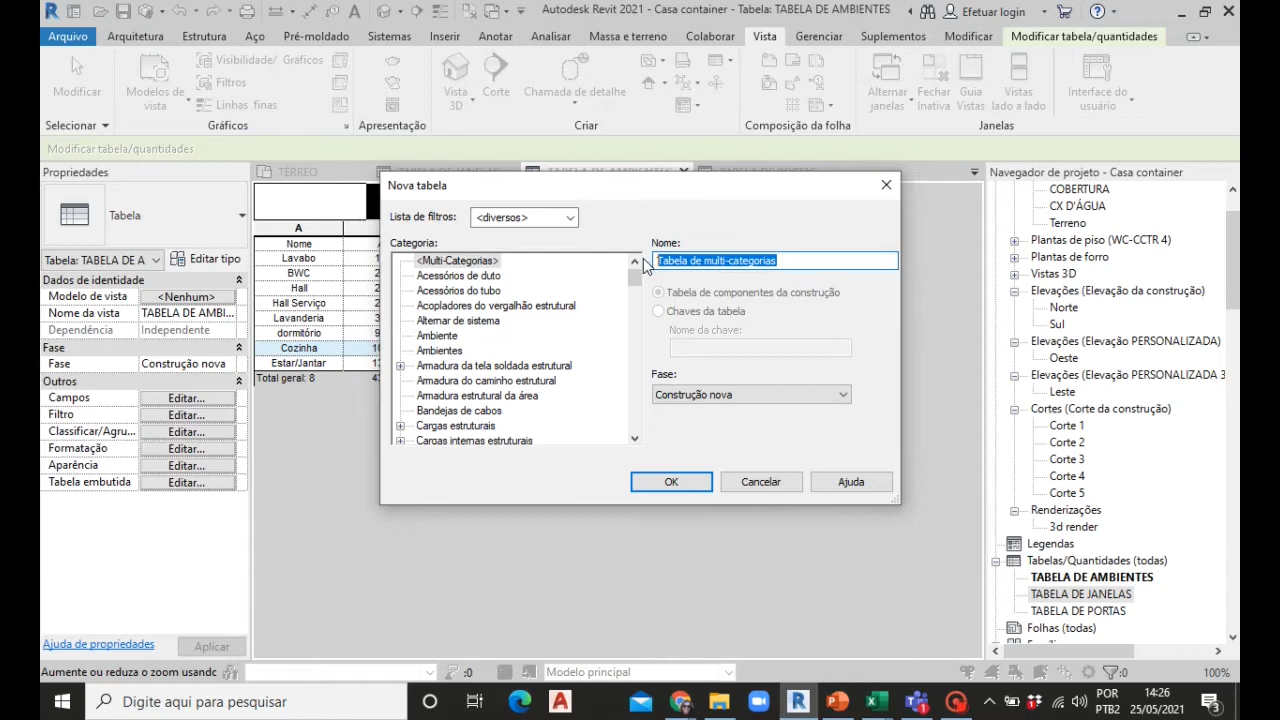 Autodesk Revit 2021 - Casa container - Tabela: TABELA DE AMBIENTES
Efetuar login
Arquivo Arquitetura Estrutura Aço Pré-moldado Sistemas Inserir Anotar Analisar Massa e terreno Colaborar Vista Gerenciar Suplementos Modificar Modificar tabela/quantidades
Modificar
Modelos de vista
Visibilidade/ Gráficos
Filtros
Linhas finas
Vista 3D
Corte
Chamada de detalhe
Alternar janelas
Fechar Inativa
Guia Vistas
Vistas lado a lado
Interface do usuário
Selecionar Gráficos Apresentação Criar Composição da folha Janelas
Modificar tabela/quantidades
Propriedades
Tabela
Tabela: TABELA DE A
Editar tipo
Dados de identidade
Modelo de vista <Nenhum>
Nome da vista TABELA DE AMBI...
Dependência Independente
Fase
Fase Construção nova
Outros
Campos Editar...
Filtro Editar...
Classificar/Agru... Editar...
Formatação Editar...
Aparência Editar...
Tabela embutida Editar...
Ajuda de propriedades
Aplicar
TÉRREO
A
Nome
Lavabo
BWC
Hall
Hall Serviço
Lavanderia
dormitório
Cozinha
Estar/Jantar
Total geral: 8
Nova tabela
Lista de filtros: <diversos>
Categoria:
<Multi-Categorias>
Acessórios de duto
Acessórios do tubo
Acopladores do vergalhão estrutural
Alternar de sistema
Ambiente
Ambientes
Armadura da tela soldada estrutural
Armadura do caminho estrutural
Armadura estrutural da área
Bandejas de cabos
Cargas estruturais
Cargas internas estruturais
Nome:
Tabela de multi-categorias
Tabela de componentes da construção
Chaves da tabela
Nome da chave:
Fase:
Construção nova
OK Cancelar Ajuda
Navegador de projeto - Casa container
COBERTURA
CX D'ÁGUA
Terreno
Plantas de piso (WC-CCTR 4)
Plantas de forro
Vistas 3D
Elevações (Elevação da construção)
Norte
Sul
Elevações (Elevação PERSONALIZADA)
Oeste
Elevações (Elevação PERSONALIZADA 3
Leste
Cortes (Corte da construção)
Corte 1
Corte 2
Corte 3
Corte 4
Corte 5
Renderizações
3d render
Legendas
Tabelas/Quantidades (todas)
TABELA DE AMBIENTES
TABELA DE JANELAS
TABELA DE PORTAS
Folhas (todas)
Aumente ou reduza o zoom usandc
:0
Modelo principal
:0
100%
Digite aqui para pesquisar
POR
PTB2
14:26
25/05/2021
3